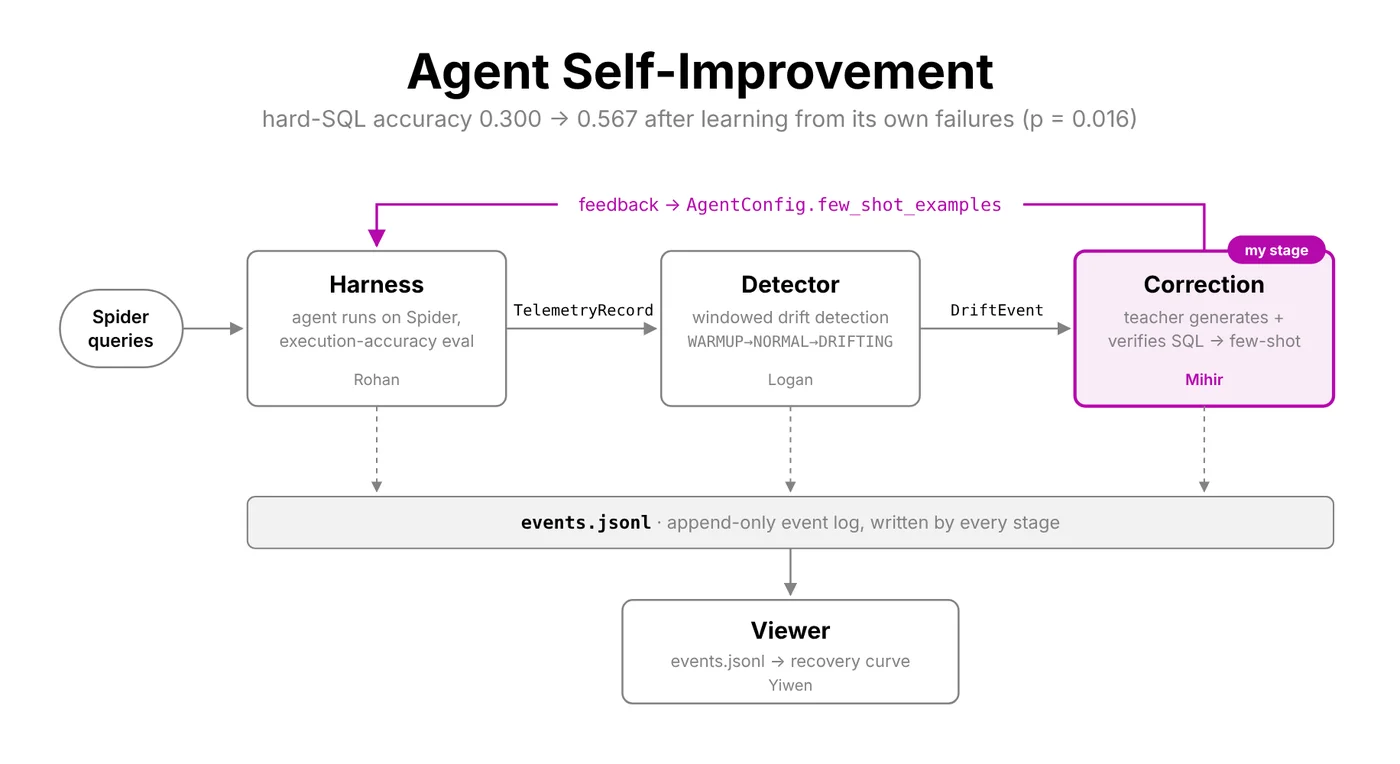 Agent Self-Improvement
hard-SQL accuracy 0.300 → 0.567 after learning from its own failures (p = 0.016)
feedback → AgentConfig.few_shot_examples
my stage
Spider
queries
Harness
agent runs on Spider,
execution-accuracy eval
Rohan
TelemetryRecord
Detector
windowed drift detection
WARMUP→NORMAL→DRIFTING
Logan
DriftEvent
Correction
teacher generates +
verifies SQL → few-shot
Mihir
events.jsonl · append-only event log, written by every stage
Viewer
events.jsonl → recovery curve
Yiwen